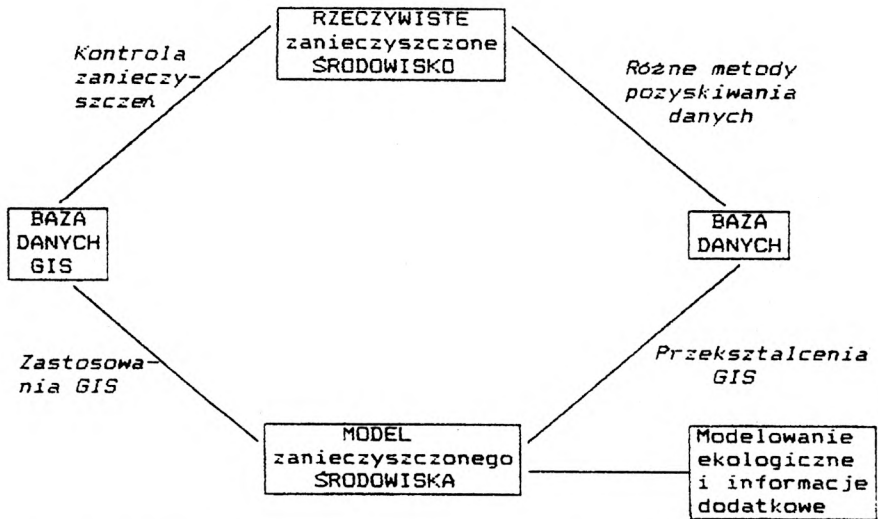 RZECZYWISTE
zanieczyszczone
ŚRODOWISKO
Kontrola
zanieczy-
szczeń
Różne metody
pozyskiwania
danych
BAZA
DANYCH
GIS
BAZA
DANYCH
Zastosowa-
nia GIS
Przekształcenia
GIS
MODEL
zanieczyszczonego
ŚRODOWISKA
Modelowanie
ekologiczne
i informacje
dodatkowe